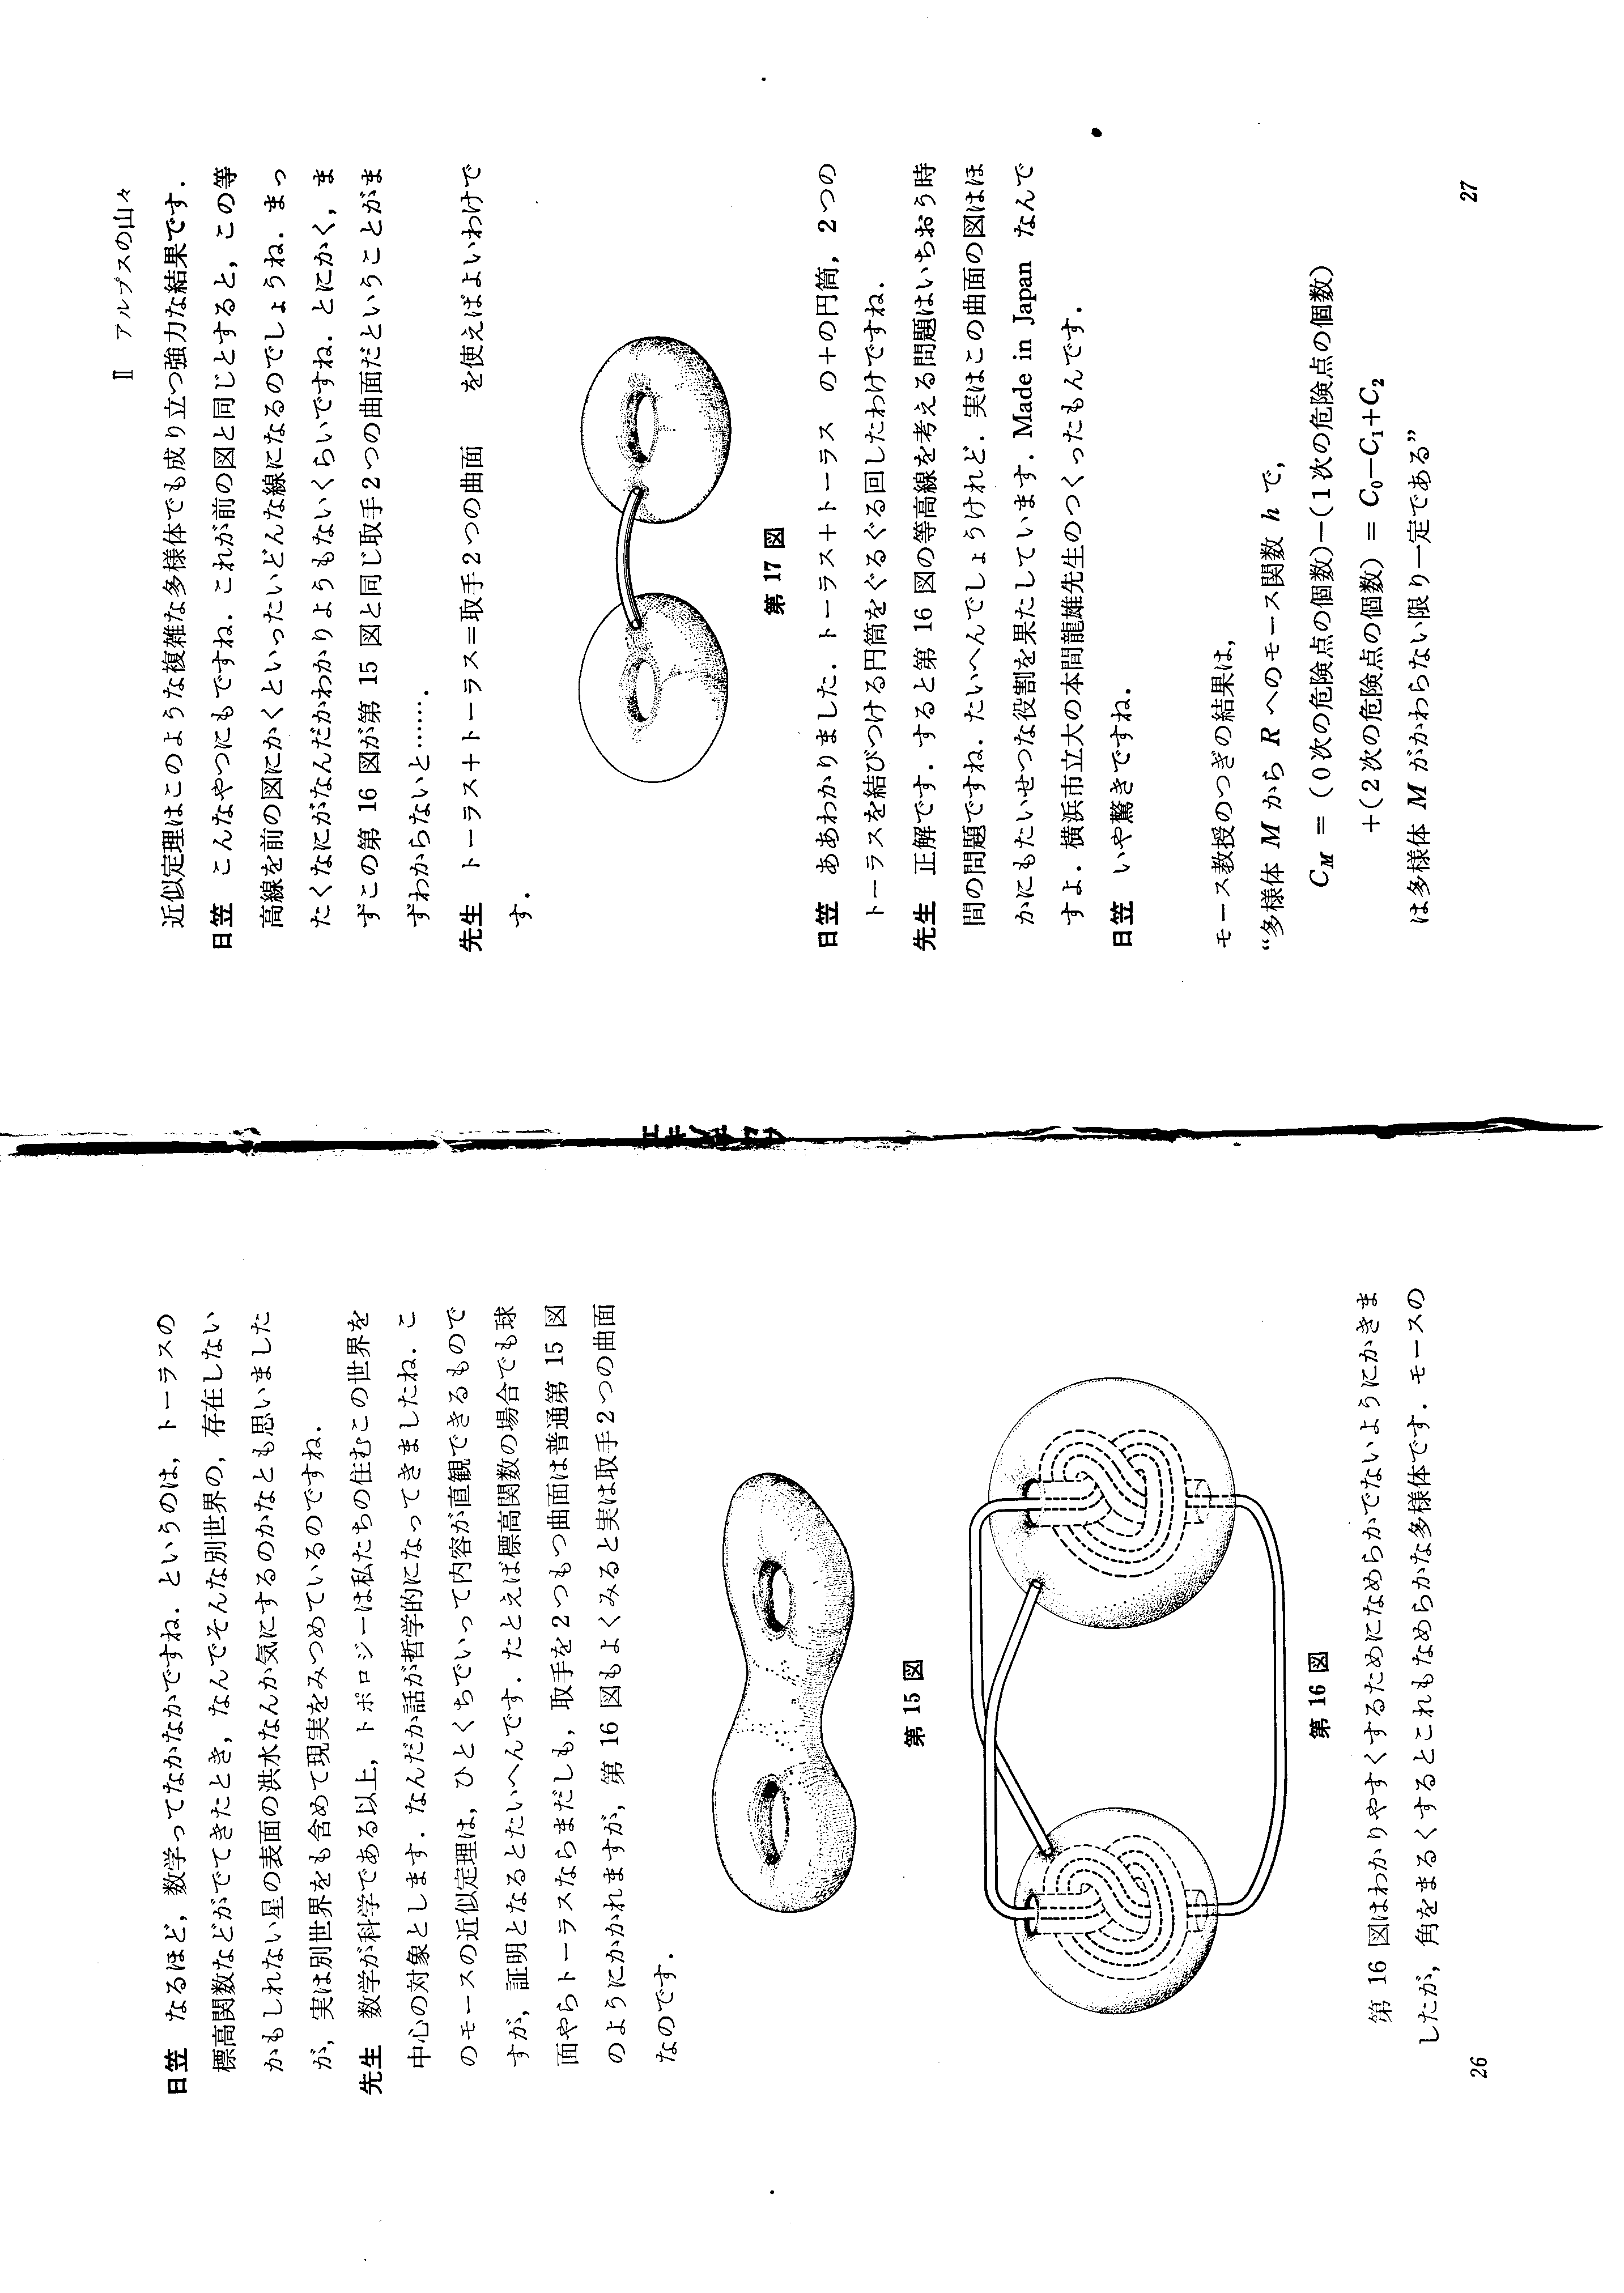 日笠　なるほど，数学ってなかなかですね．というのは，トーラスの
標高関数などがでてきたとき，なんでそんな別世界の，存在しない
かもしれない星の表面の洪水なんか気にするのかなとも思いました
が，実は別世界をも含めて現実をみつめているのですね．
先生　数学が科学である以上，トポロジーは私たちの住むこの世界を
中心の対象とします．なんだか話が哲学的になってきましたね．こ
のモースの近似定理は，ひとくちでいって内容が直観できるもので
すが，証明となるとたいへんです．たとえば標高関数の場合でも球
面やらトーラスならまだしも，取手を2つもつ曲面は普通第 15 図
のようにかかれますが，第 16 図もよくみると実は取手2つの曲面
なのです．
第 15 図
第 16 図
第 16 図はわかりやすくするためになめらかでないようにかきま
したが，角をまるくするとこれもなめらかな多様体です．モースの
26
Ⅱ　アルプスの山々
近似定理はこのような複雑な多様体でも成り立つ強力な結果です．
日笠　こんなやつにもですね．これが前の図と同じとすると，この等
高線を前の図にかくといったいどんな線になるのでしょうね．まっ
たくなにがなんだかわかりようもないくらいですね．とにかく，ま
ずこの第 16 図が第 15 図と同じ取手2つの曲面だということがま
ずわからないと……．
先生　トーラス＋トーラス＝取手2つの曲面　を使えばよいわけで
す．
第 17 図
日笠　ああわかりました．トーラス＋トーラス　の＋の円筒，2つの
トーラスを結びつける円筒をぐるぐる回したわけですね．
先生　正解です．すると第 16 図の等高線を考える問題はいちおう時
間の問題ですね．たいへんでしょうけれど．実はこの曲面の図はほ
かにもたいせつな役割を果たしています．Made in Japan なんで
すよ．横浜市立大の本間龍雄先生のつくったもんです．
日笠　いや驚きですね．
モース教授のつぎの結果は，
“多様体 M から R へのモース関数 h で，
C_M ＝ (0次の危険点の個数)−(1次の危険点の個数)
＋(2次の危険点の個数) ＝ C₀−C₁＋C₂
は多様体 M がかわらない限り一定である”
27